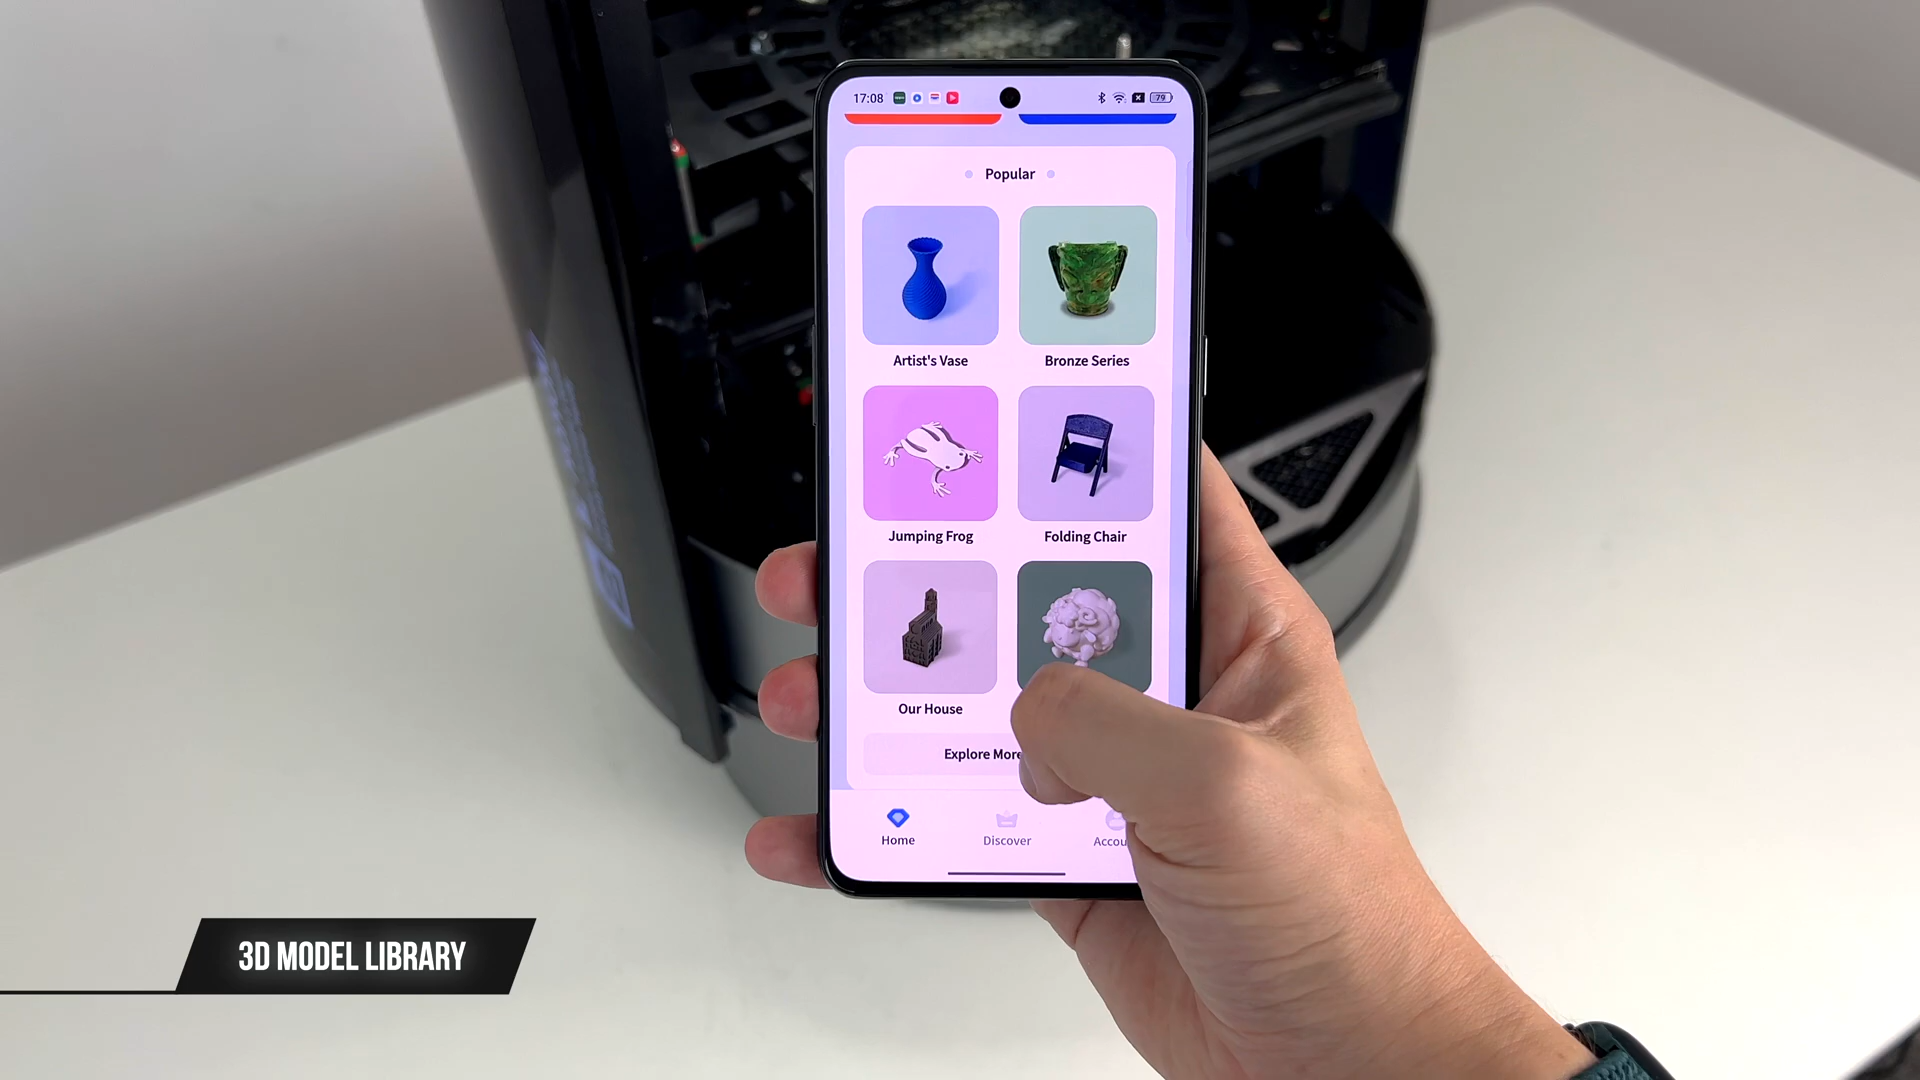 17:08
79
Popular
Artist's Vase
Bronze Series
Jumping Frog
Folding Chair
Our House
Explore More
Home
Discover
3D MODEL LIBRARY